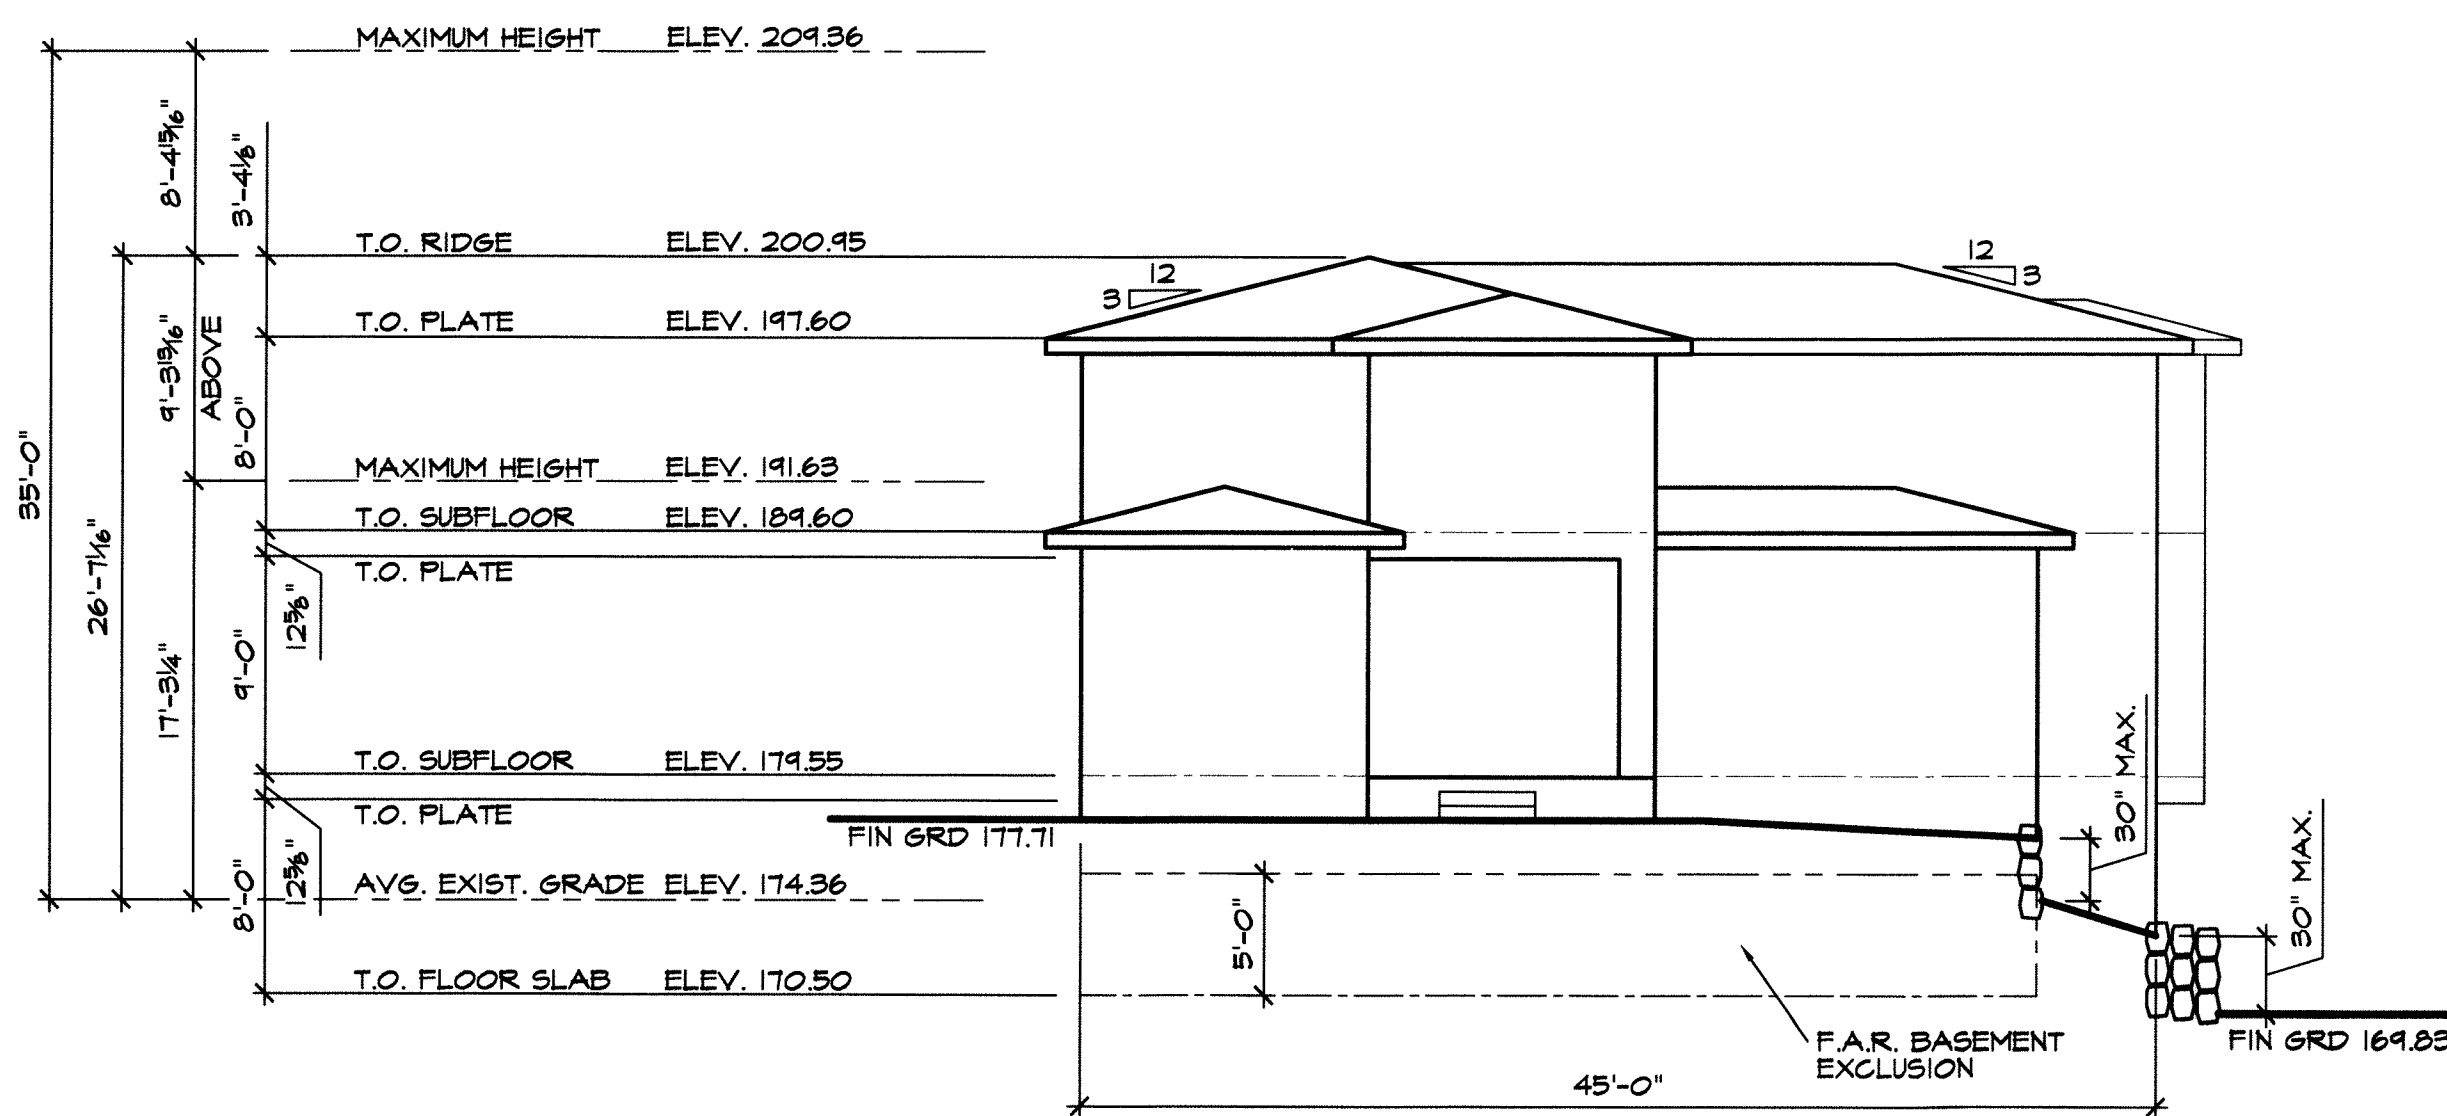 MAXIMUM HEIGHT ELEV. 209.36
8'-4 15/16"
3'-4 1/8"
T.O. RIDGE ELEV. 200.95
12
3
12
3
T.O. PLATE ELEV. 197.60
9'-3 13/16"
ABOVE
8'-0"
35'-0"
MAXIMUM HEIGHT ELEV. 191.63
T.O. SUBFLOOR ELEV. 189.60
26'-7 1/16"
T.O. PLATE
12 5/8"
17'-3 1/4"
9'-0"
T.O. SUBFLOOR ELEV. 179.55
T.O. PLATE
FIN GRD 177.71
30" MAX.
30" MAX.
12 5/8"
8'-0"
AVG. EXIST. GRADE ELEV. 174.36
5'-0"
T.O. FLOOR SLAB ELEV. 170.50
F.A.R. BASEMENT
EXCLUSION
FIN GRD 169.83
45'-0"